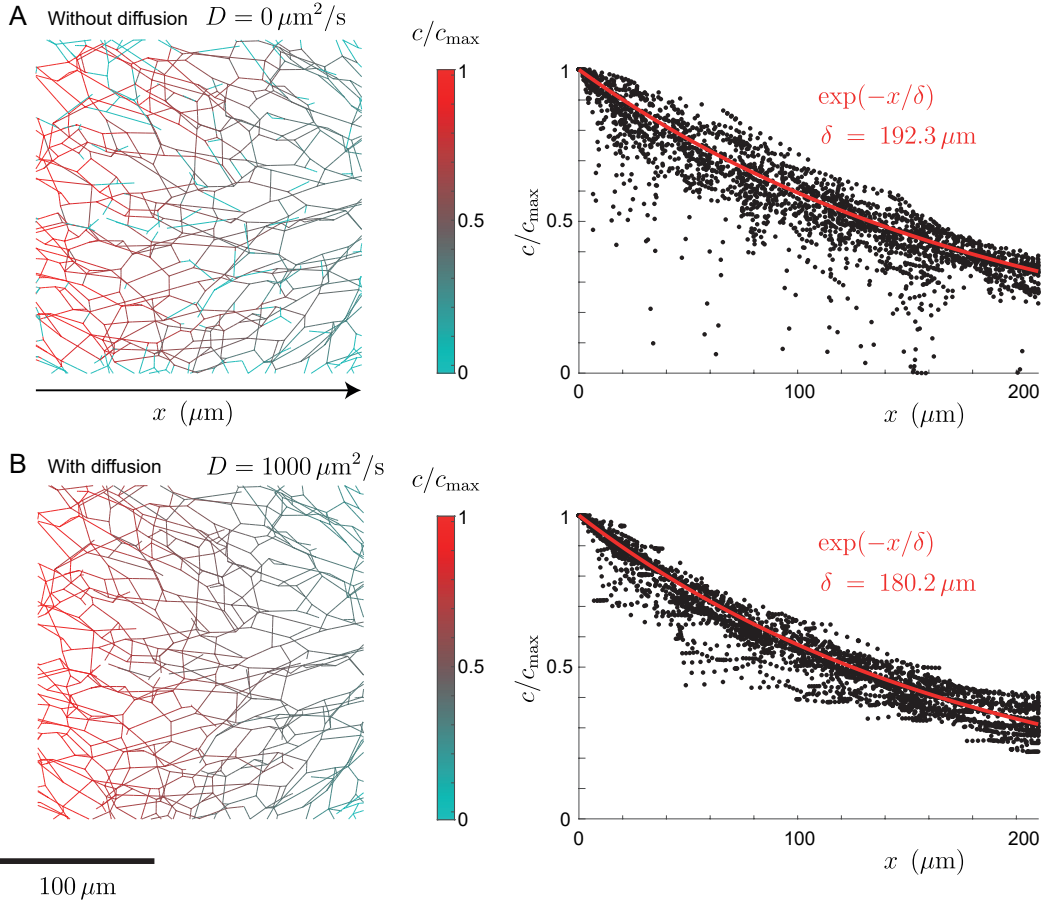 A Without diffusion D = 0 μm²/s
c/c_max
1
0.5
0
x (μm)
c/c_max
1
0.5
0
0 100 200
x (μm)
exp(−x/δ)
δ = 192.3 μm
B With diffusion D = 1000 μm²/s
c/c_max
1
0.5
0
c/c_max
1
0.5
0
0 100 200
x (μm)
exp(−x/δ)
δ = 180.2 μm
100 μm